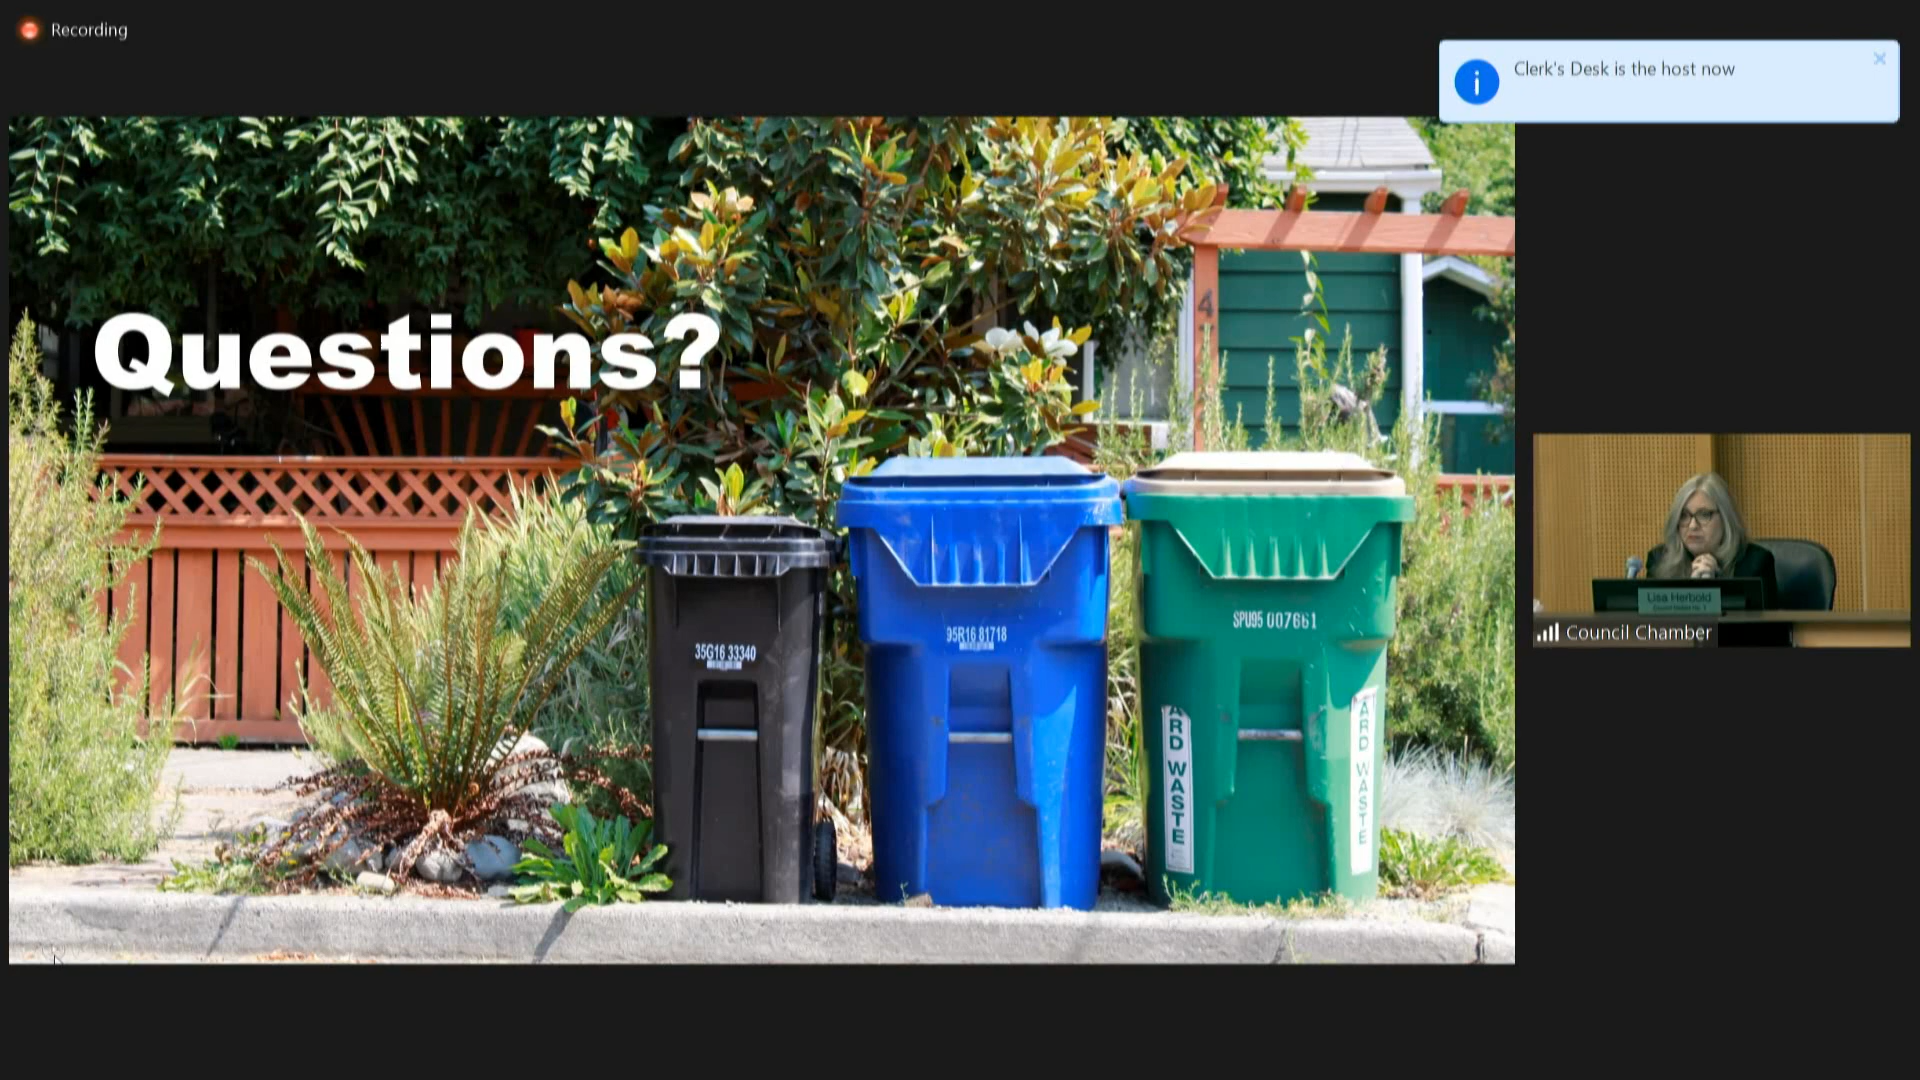 Recording
Clerk's Desk is the host now
Questions?
4
35G16 33340
95R16 81718
SPU95 007661
ARD WASTE
ARD WASTE
Lisa Herbold
Council Chamber